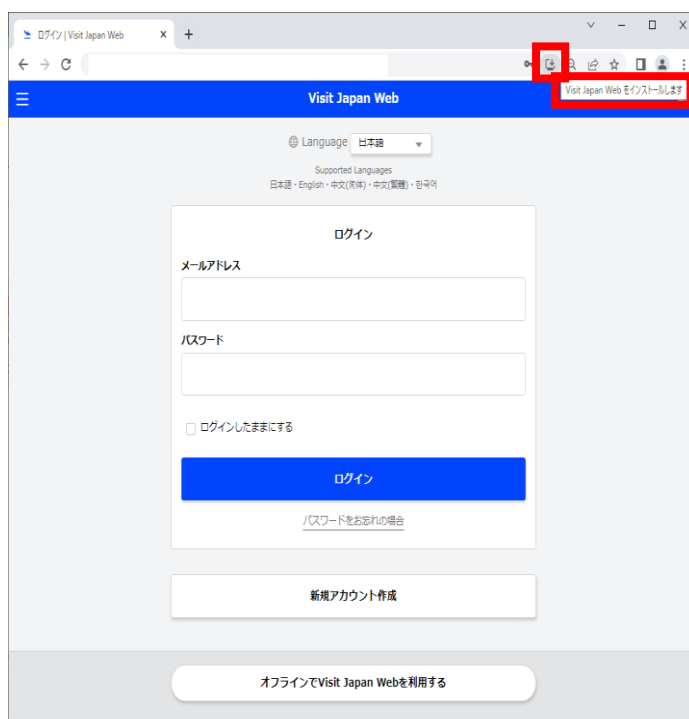 ログイン | Visit Japan Web
Visit Japan Web をインストールします
Visit Japan Web
Language 日本語
Supported Languages
日本語・English・中文(简体)・中文(繁體)・한국어
ログイン
メールアドレス
パスワード
ログインしたままにする
ログイン
パスワードをお忘れの場合
新規アカウント作成
オフラインでVisit Japan Webを利用する